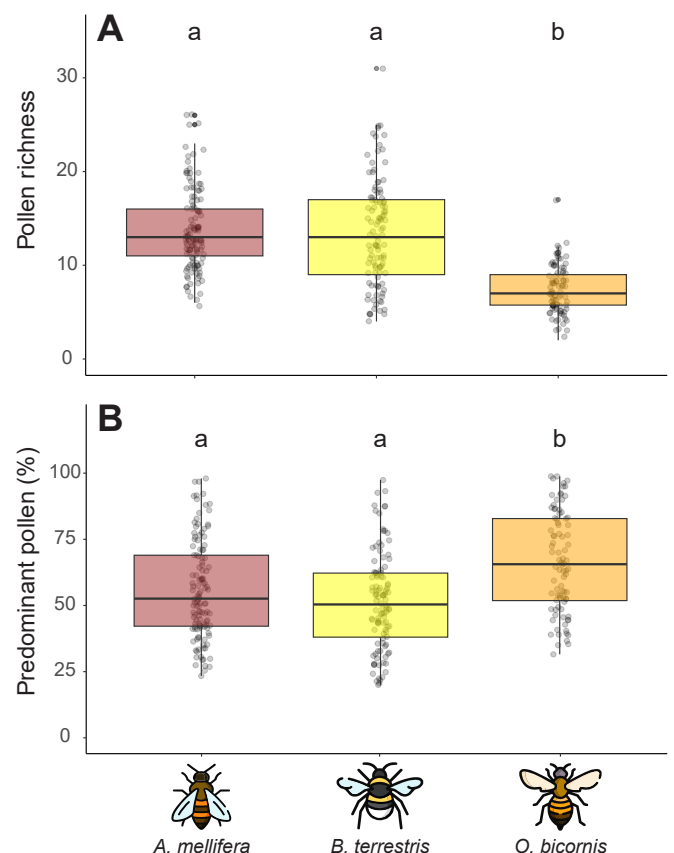 A a a b
Pollen richness
30
20
10
0
B a a b
Predominant pollen (%)
100
75
50
25
0
A. mellifera B. terrestris O. bicornis